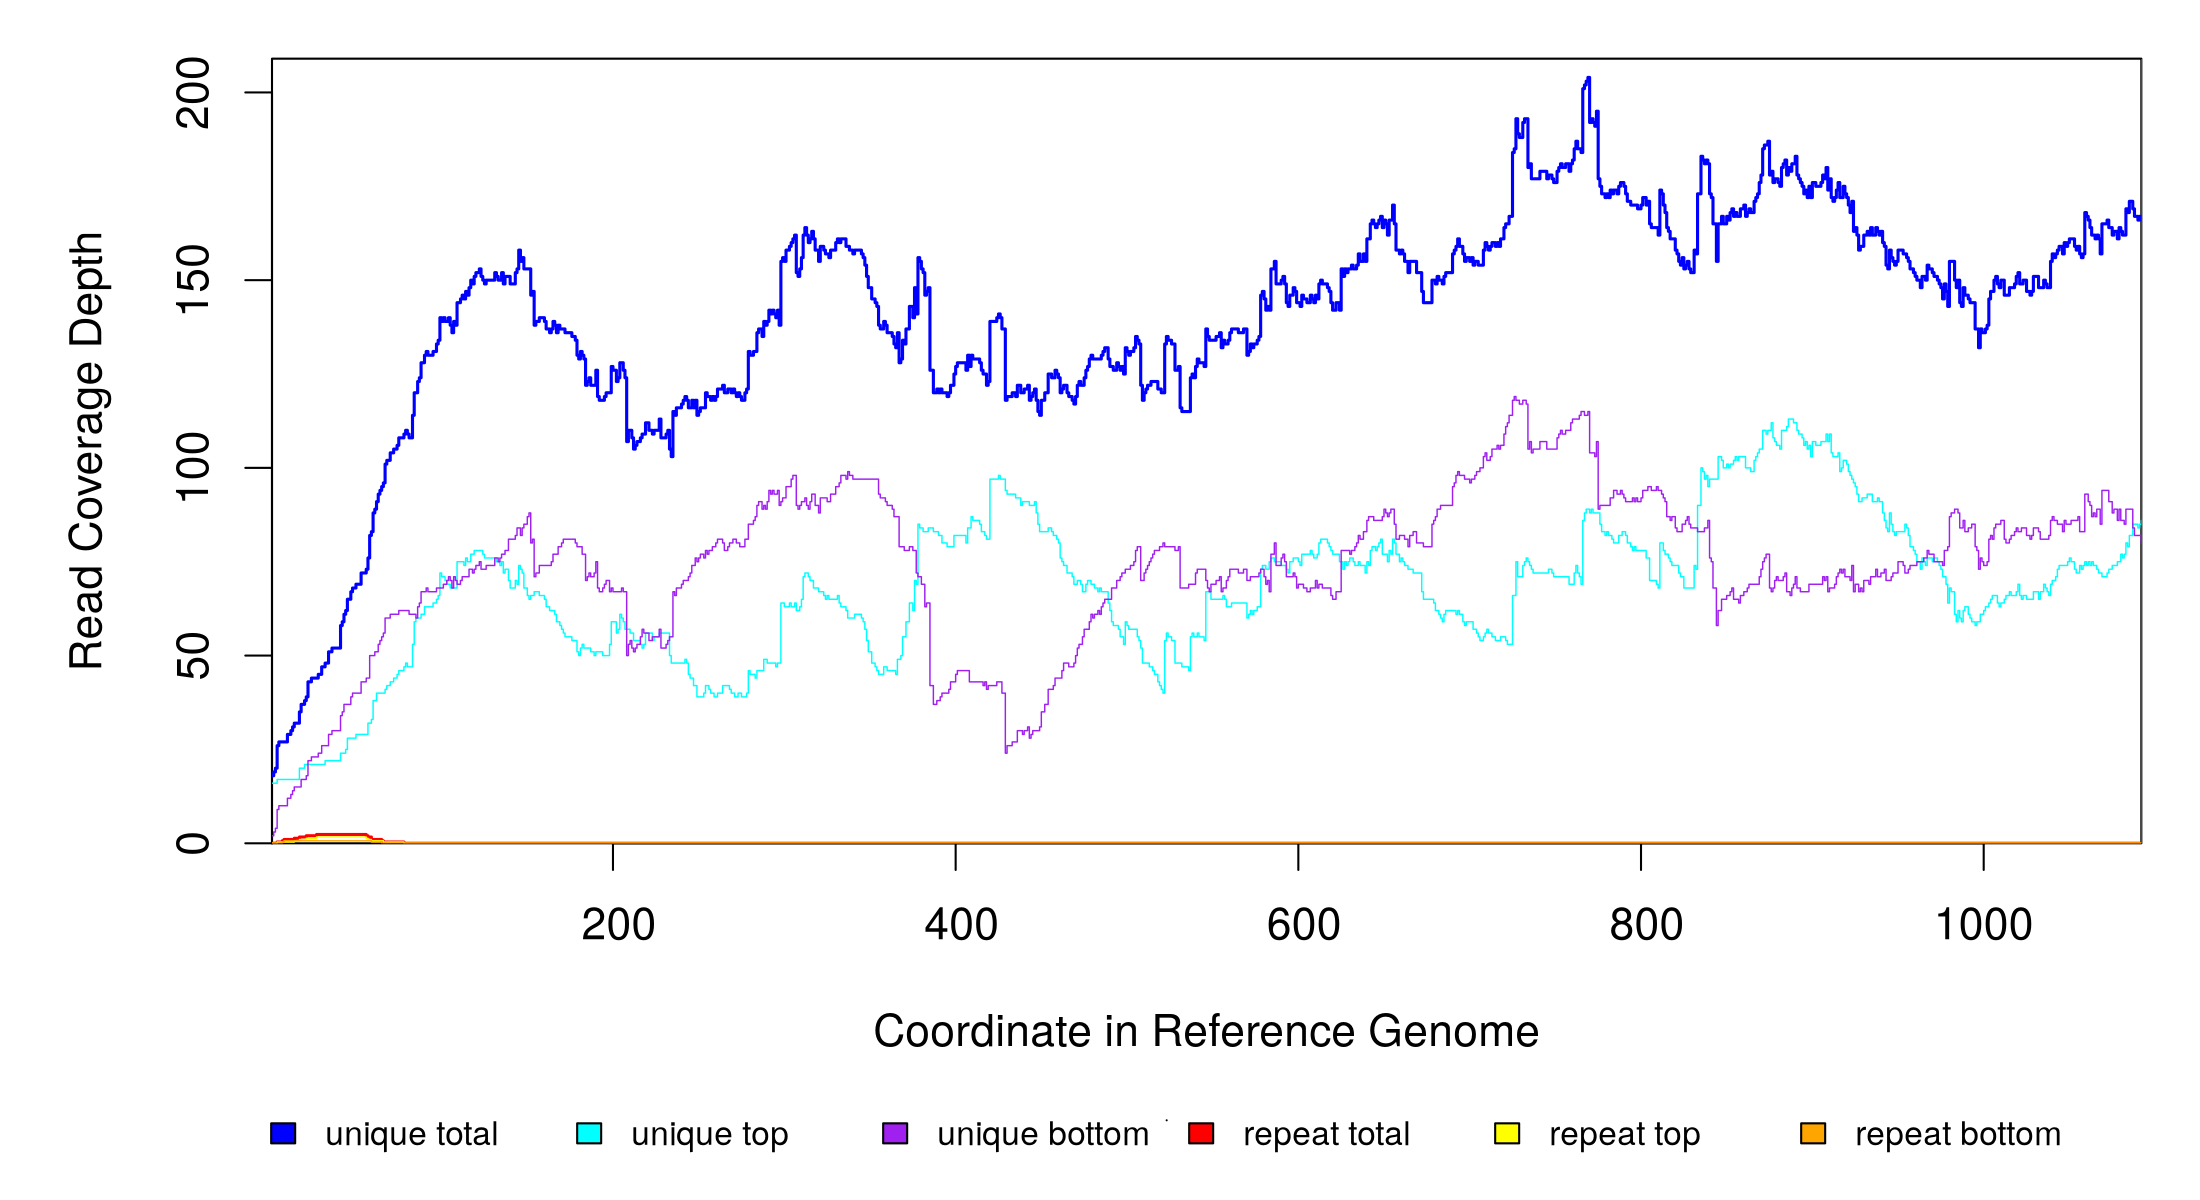 200
150
100
50
0
Read Coverage Depth
200 400 600 800 1000
Coordinate in Reference Genome
unique total unique top unique bottom repeat total repeat top repeat bottom